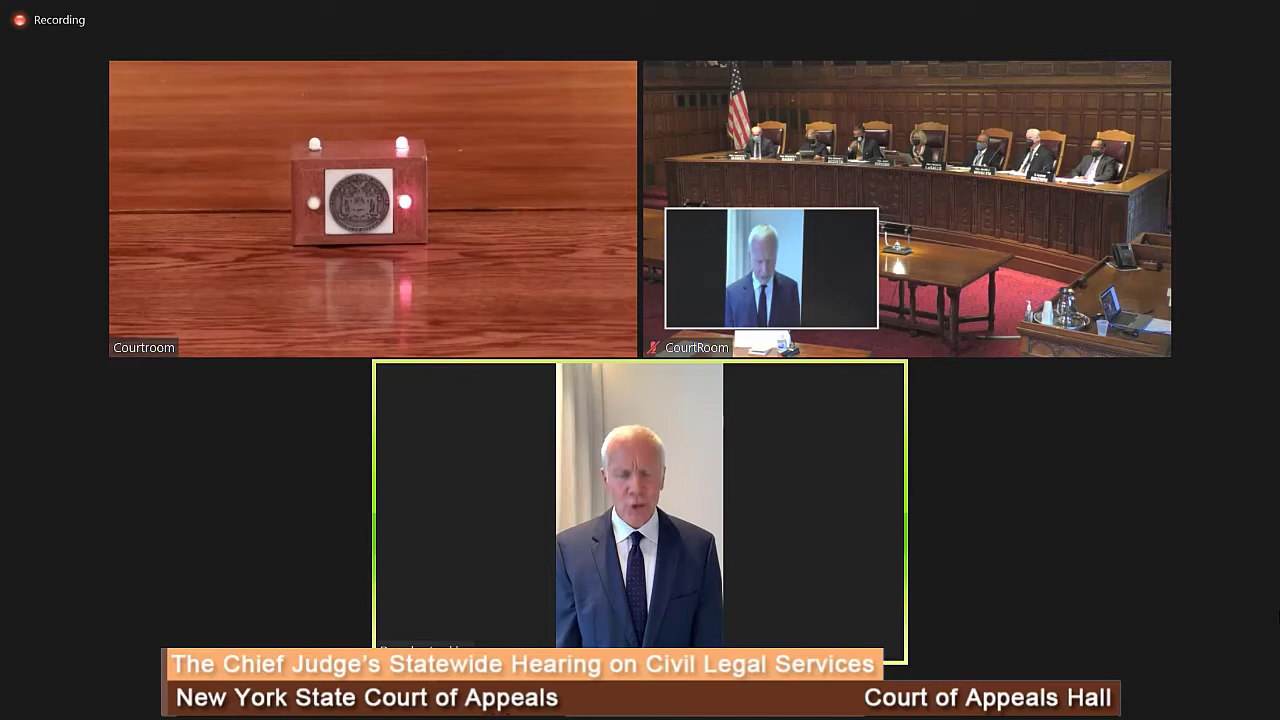 Recording
Courtroom
CourtRoom
The Chief Judge's Statewide Hearing on Civil Legal Services
New York State Court of Appeals
Court of Appeals Hall